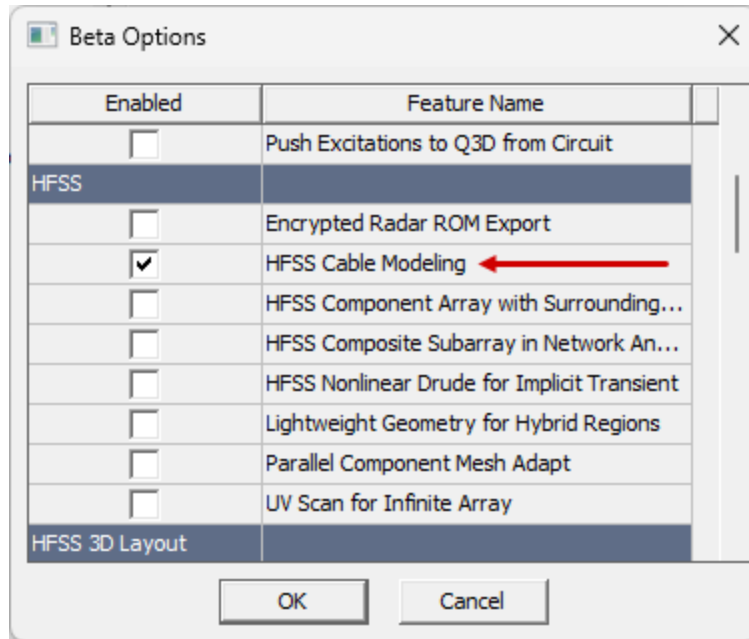 Beta Options
Enabled Feature Name
Push Excitations to Q3D from Circuit
HFSS
Encrypted Radar ROM Export
HFSS Cable Modeling
HFSS Component Array with Surrounding...
HFSS Composite Subarray in Network An...
HFSS Nonlinear Drude for Implicit Transient
Lightweight Geometry for Hybrid Regions
Parallel Component Mesh Adapt
UV Scan for Infinite Array
HFSS 3D Layout
OK Cancel